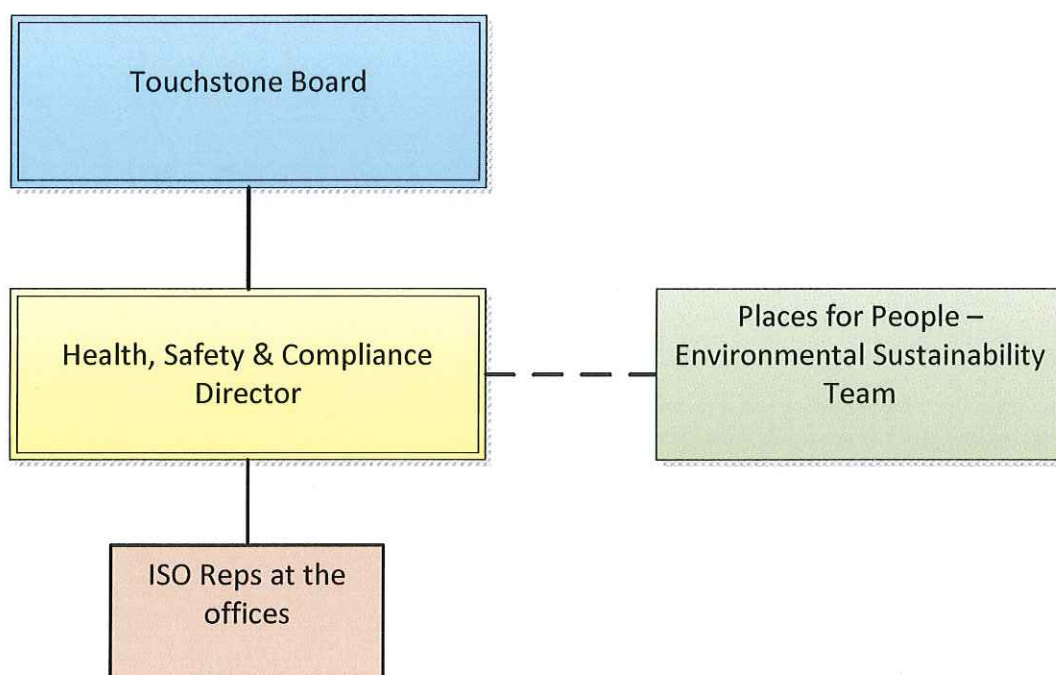 Touchstone Board
Health, Safety & Compliance
Director
Places for People –
Environmental Sustainability
Team
ISO Reps at the
offices